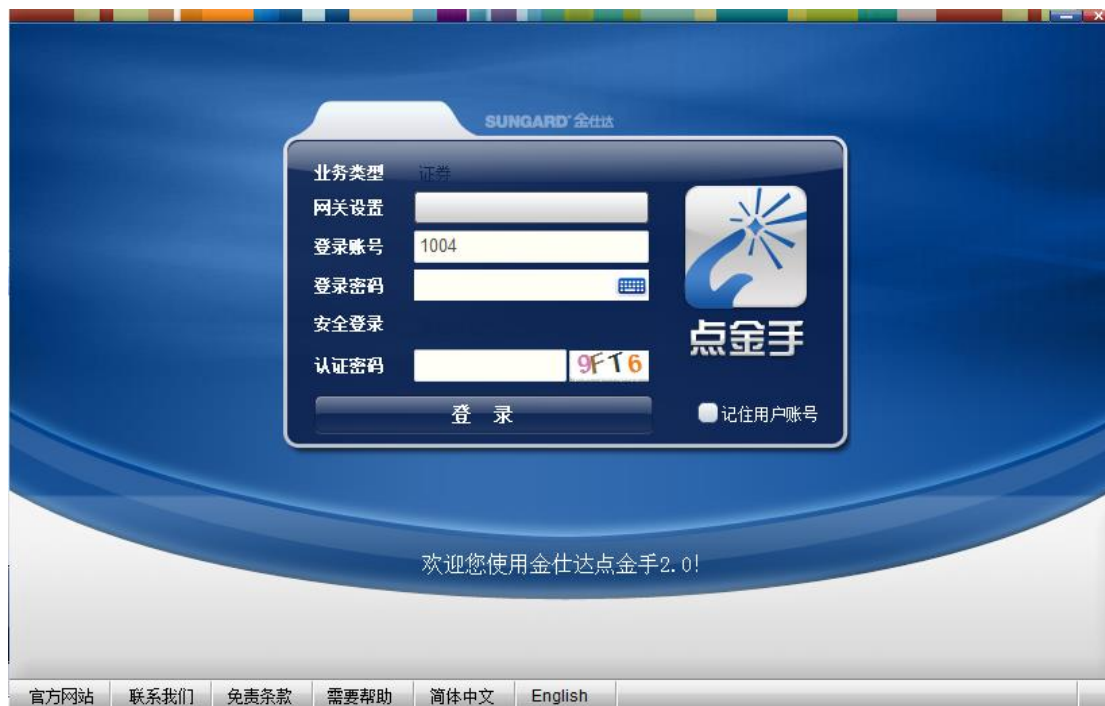 SUNGARD 金仕达
业务类型 证券
网关设置
登录账号 1004
登录密码
安全登录
认证密码 9FT6
点金手
登 录
记住用户账号
欢迎您使用金仕达点金手2.0!
官方网站 联系我们 免责条款 需要帮助 简体中文 English